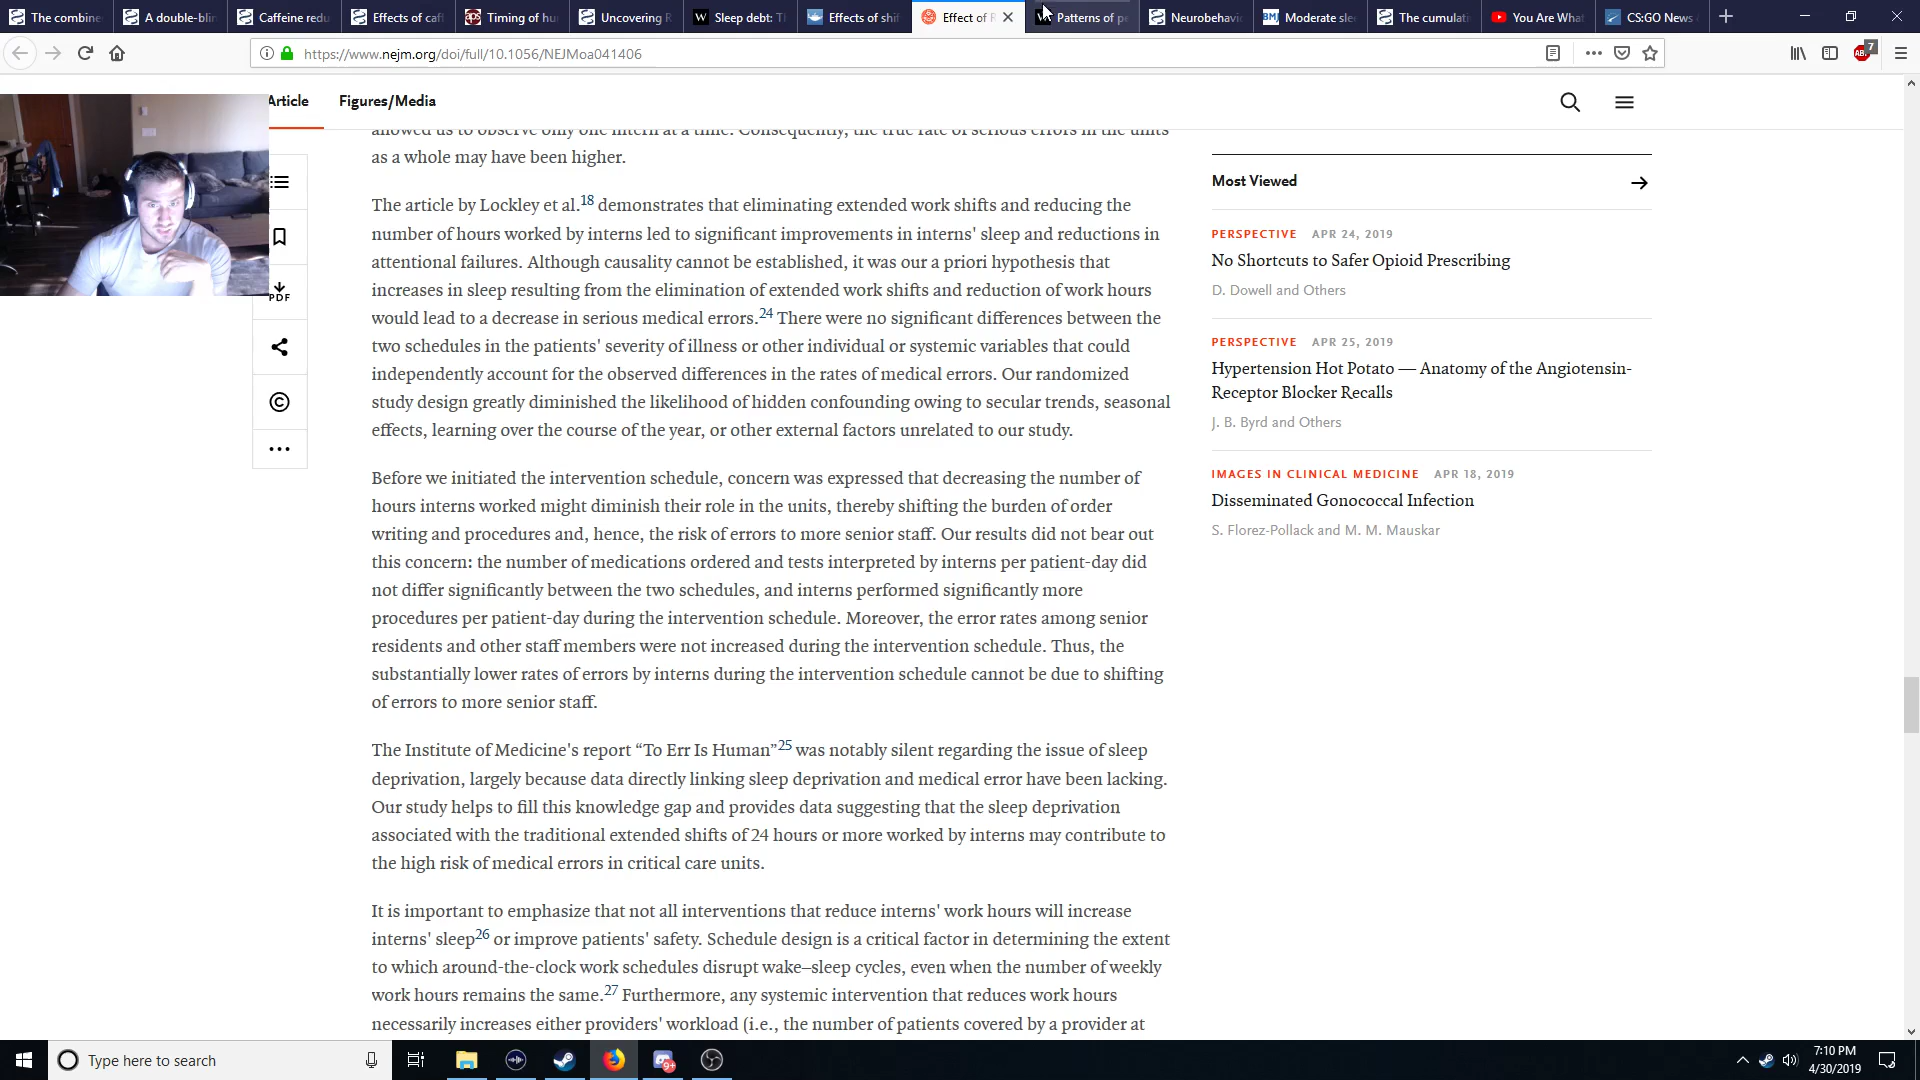 The combine
A double-blin
Caffeine redu
Effects of caf
Timing of hu
Uncovering R
Sleep debt: T
Effects of shif
Effect of R
Patterns of pe
Neurobehavi
Moderate sle
The cumulati
You Are Wha
CS:GO News
https://www.nejm.org/doi/full/10.1056/NEJMoa041406
7
Article
Figures/Media
allowed us to observe only one intern at a time. Consequently, the true rate of serious errors in the units
as a whole may have been higher.
The article by Lockley et al.18 demonstrates that eliminating extended work shifts and reducing the
number of hours worked by interns led to significant improvements in interns' sleep and reductions in
attentional failures. Although causality cannot be established, it was our a priori hypothesis that
increases in sleep resulting from the elimination of extended work shifts and reduction of work hours
would lead to a decrease in serious medical errors.24 There were no significant differences between the
two schedules in the patients' severity of illness or other individual or systemic variables that could
independently account for the observed differences in the rates of medical errors. Our randomized
study design greatly diminished the likelihood of hidden confounding owing to secular trends, seasonal
effects, learning over the course of the year, or other external factors unrelated to our study.
Before we initiated the intervention schedule, concern was expressed that decreasing the number of
hours interns worked might diminish their role in the units, thereby shifting the burden of order
writing and procedures and, hence, the risk of errors to more senior staff. Our results did not bear out
this concern: the number of medications ordered and tests interpreted by interns per patient-day did
not differ significantly between the two schedules, and interns performed significantly more
procedures per patient-day during the intervention schedule. Moreover, the error rates among senior
residents and other staff members were not increased during the intervention schedule. Thus, the
substantially lower rates of errors by interns during the intervention schedule cannot be due to shifting
of errors to more senior staff.
The Institute of Medicine's report “To Err Is Human”25 was notably silent regarding the issue of sleep
deprivation, largely because data directly linking sleep deprivation and medical error have been lacking.
Our study helps to fill this knowledge gap and provides data suggesting that the sleep deprivation
associated with the traditional extended shifts of 24 hours or more worked by interns may contribute to
the high risk of medical errors in critical care units.
It is important to emphasize that not all interventions that reduce interns' work hours will increase
interns' sleep26 or improve patients' safety. Schedule design is a critical factor in determining the extent
to which around-the-clock work schedules disrupt wake–sleep cycles, even when the number of weekly
work hours remains the same.27 Furthermore, any systemic intervention that reduces work hours
necessarily increases either providers' workload (i.e., the number of patients covered by a provider at
PDF
Most Viewed
PERSPECTIVE APR 24, 2019
No Shortcuts to Safer Opioid Prescribing
D. Dowell and Others
PERSPECTIVE APR 25, 2019
Hypertension Hot Potato — Anatomy of the Angiotensin-
Receptor Blocker Recalls
J. B. Byrd and Others
IMAGES IN CLINICAL MEDICINE APR 18, 2019
Disseminated Gonococcal Infection
S. Florez-Pollack and M. M. Mauskar
Type here to search
9+
7:10 PM
4/30/2019